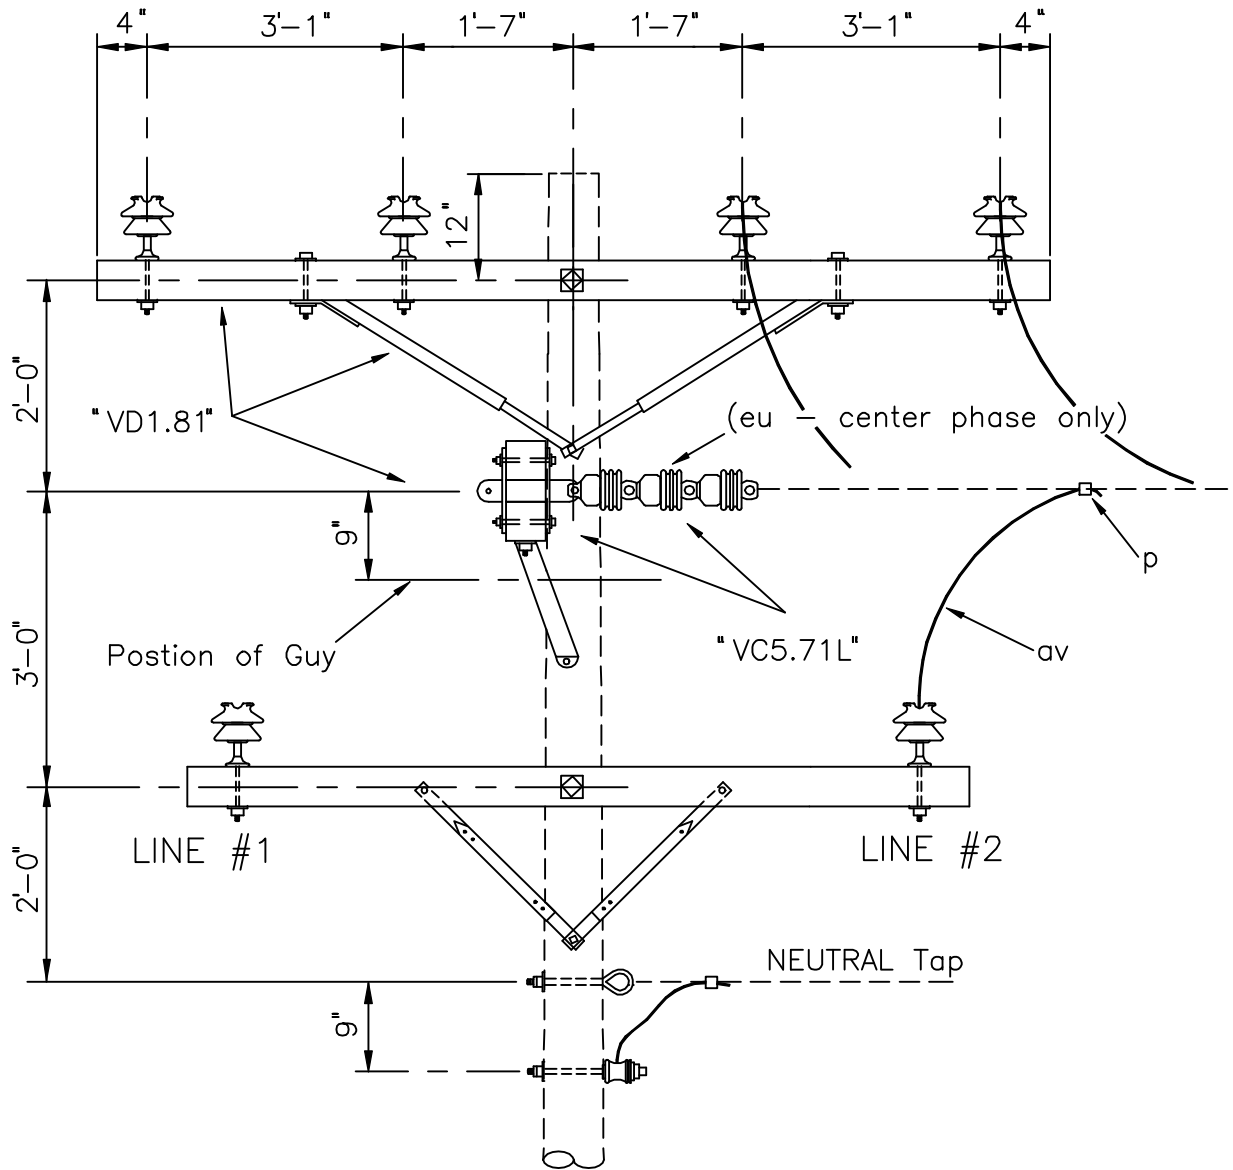 4" 3'-1" 1'-7" 1'-7" 3'-1" 4"
12"
2'-0"
"VD1.81"
(eu - center phase only)
9"
p
3'-0"
Postion of Guy
"VC5.71L"
av
LINE #1
LINE #2
2'-0"
NEUTRAL Tap
9"